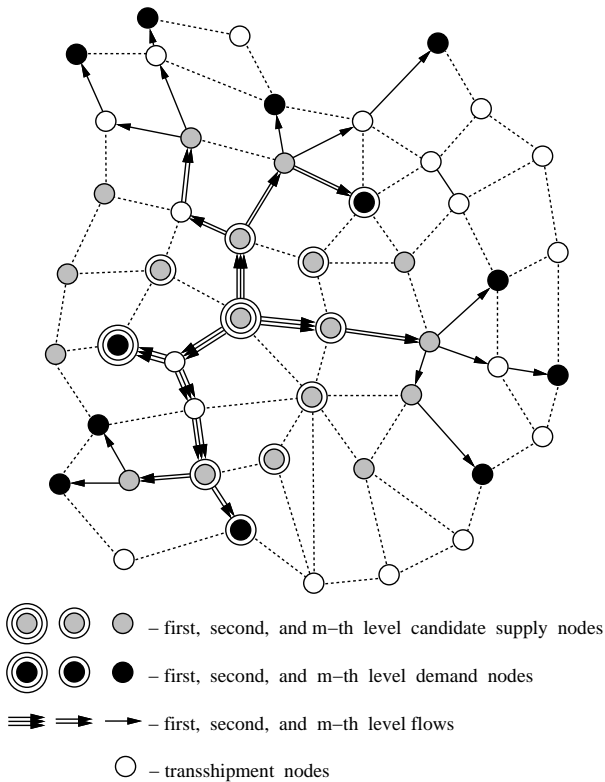 – first, second, and m–th level candidate supply nodes
– first, second, and m–th level demand nodes
– first, second, and m–th level flows
– transshipment nodes